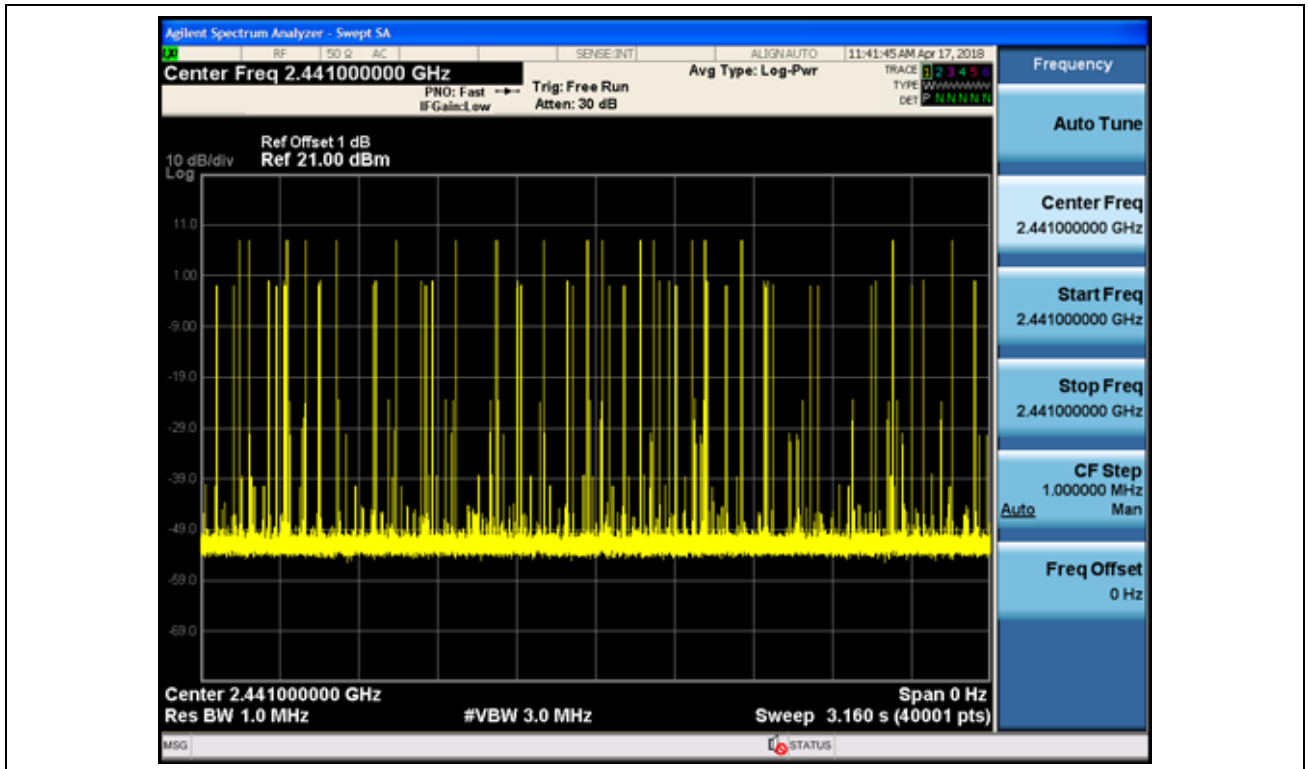 Agilent Spectrum Analyzer - Swept SA
RF 50 Ω AC SENSE:INT ALIGNAUTO 11:41:45 AM Apr 17, 2018
Center Freq 2.441000000 GHz
PNO: Fast
IFGain:Low
Trig: Free Run
Atten: 30 dB
Avg Type: Log-Pwr
TRACE 1 2 3 4 5 6
TYPE
DET P N N N N N
Ref Offset 1 dB
10 dB/div Ref 21.00 dBm
Log
11.0
1.00
-9.00
-19.0
-29.0
-39.0
-49.0
-59.0
-69.0
Center 2.441000000 GHz Span 0 Hz
Res BW 1.0 MHz #VBW 3.0 MHz Sweep 3.160 s (40001 pts)
MSG STATUS
Frequency
Auto Tune
Center Freq
2.441000000 GHz
Start Freq
2.441000000 GHz
Stop Freq
2.441000000 GHz
CF Step
1.000000 MHz
Auto Man
Freq Offset
0 Hz